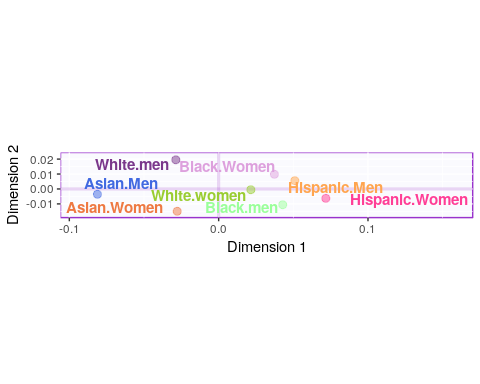 Dimension 2
0.02
0.01
0.00
-0.01
White.men
Black.Women
Asian.Men
Hispanic.Men
White.women
Hispanic.Women
Asian.Women
Black.men
-0.1
0.0
0.1
Dimension 1